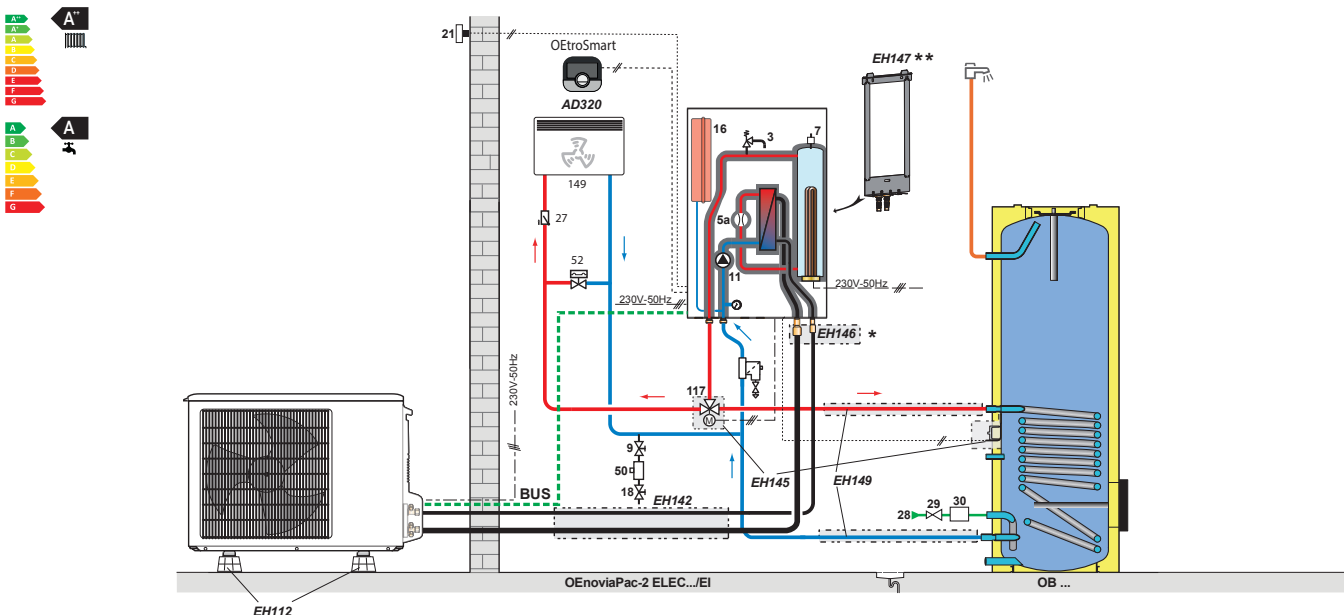 A++
A+
A
B
C
D
E
F
G
A++
A
B
C
D
E
F
G
A
21
OEtroSmart
AD320
149
27
52
16
3
7
5a
11
EH147 **
230V-50Hz
230V-50Hz
EH146 *
117
M
230V-50Hz
9
50
18
BUS
EH142
EH145
EH149
28
29
30
OEnoviaPac-2 ELEC.../EI
OB ...
EH112